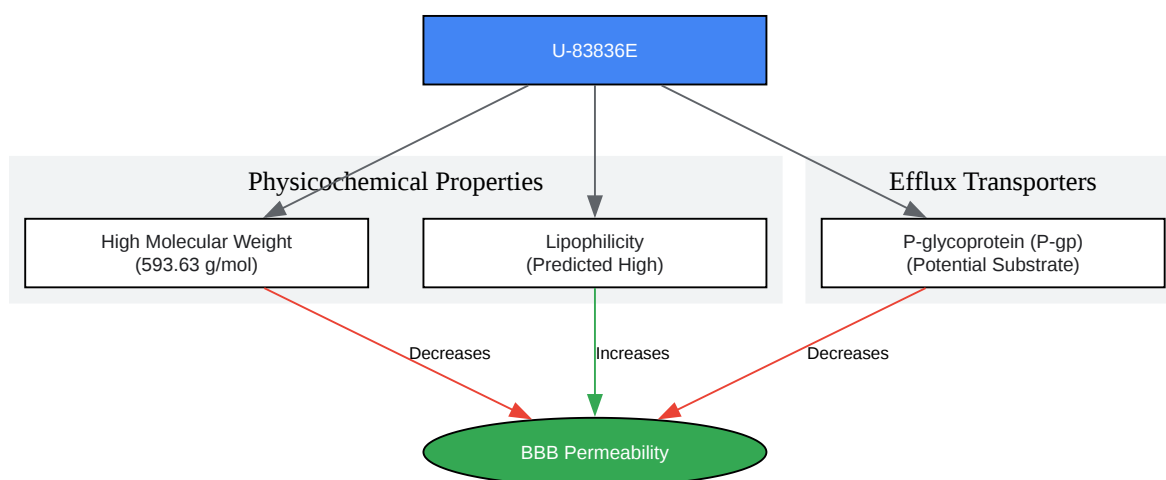 U-83836E
Physicochemical Properties
Efflux Transporters
High Molecular Weight
(593.63 g/mol)
Lipophilicity
(Predicted High)
P-glycoprotein (P-gp)
(Potential Substrate)
Decreases
Increases
Decreases
BBB Permeability